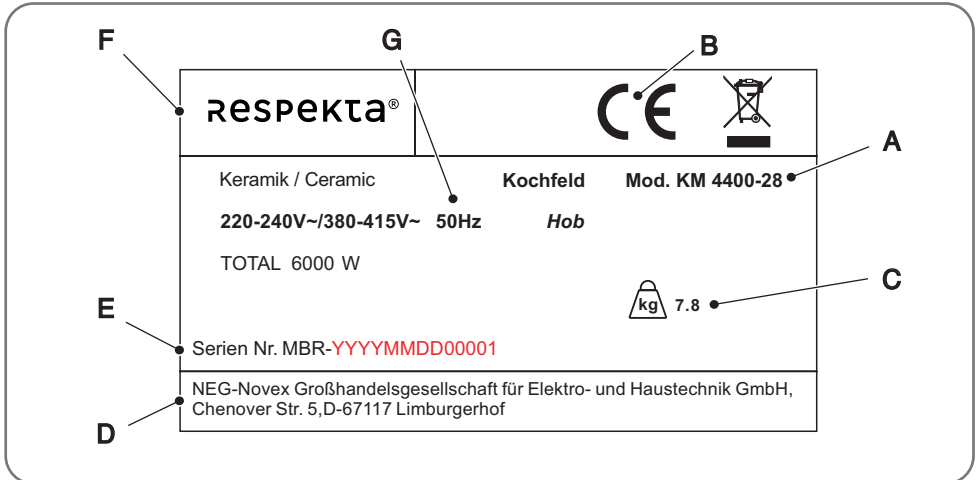 F
G
B
Respekta®
CE
A
Keramik / Ceramic Kochfeld Mod. KM 4400-28
220-240V~/380-415V~ 50Hz Hob
TOTAL 6000 W
C
kg 7.8
E
Serien Nr. MBR-YYYYMMDD00001
NEG-Novex Großhandelsgesellschaft für Elektro- und Haustechnik GmbH,
Chenover Str. 5,D-67117 Limburgerhof
D